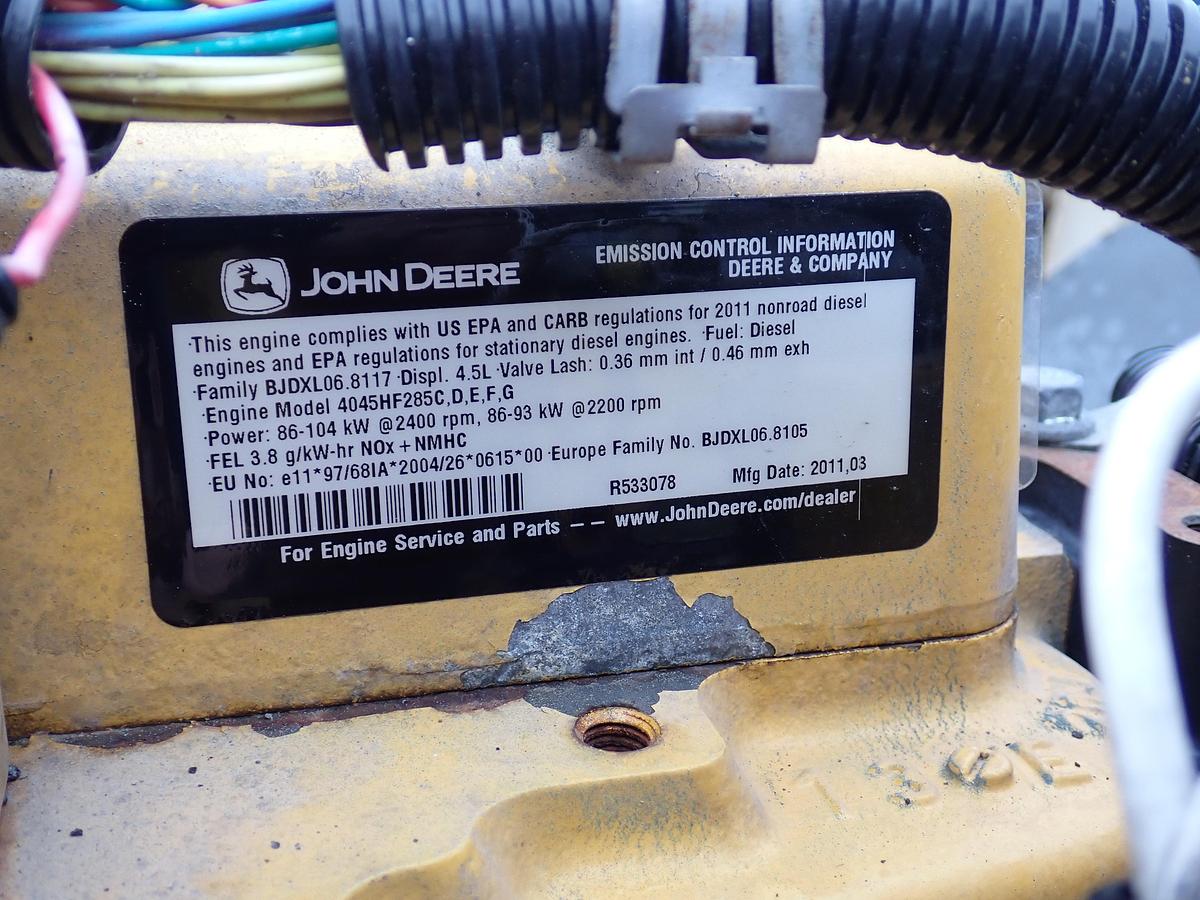 JOHN DEERE
EMISSION CONTROL INFORMATION
DEERE & COMPANY
·This engine complies with US EPA and CARB regulations for 2011 nonroad diesel
engines and EPA regulations for stationary diesel engines. ·Fuel: Diesel
·Family BJDXL06.8117 ·Displ. 4.5L ·Valve Lash: 0.36 mm int / 0.46 mm exh
·Engine Model 4045HF285C,D,E,F,G
·Power: 86-104 kW @2400 rpm, 86-93 kW @2200 rpm
·FEL 3.8 g/kW-hr NOx+NMHC
·EU No: e11*97/68IA*2004/26*0615*00 ·Europe Family No. BJDXL06.8105
R533078 Mfg Date: 2011,03
For Engine Service and Parts -- www.JohnDeere.com/dealer